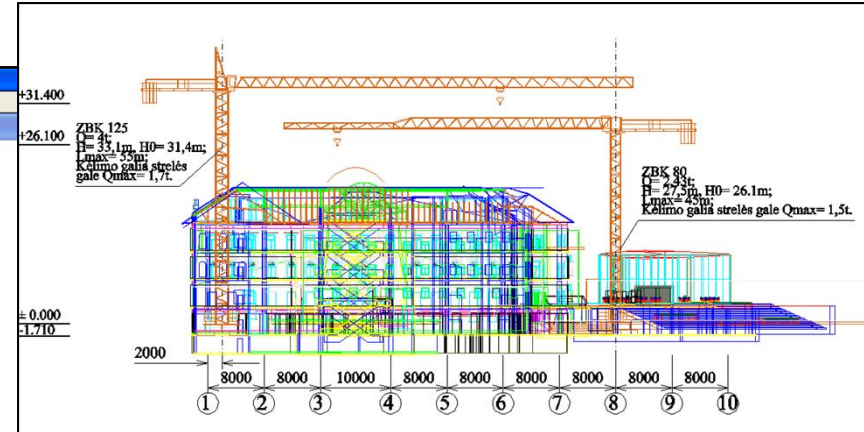 +31.400
+26.100
ZBK 125
Q= 4t;
H= 33,1m, H0= 31,4m;
Lmax= 55m;
Kėlimo galia strėlės
gale Qmax= 1,7t.
ZBK 80
Q= 2,43t;
H= 27,5m, H0= 26.1m;
Lmax= 45m;
Kėlimo galia strėlės gale Qmax= 1,5t.
± 0.000
-1.710
2000
8000 8000 10000 8000 8000 8000 8000 8000 8000
1 2 3 4 5 6 7 8 9 10